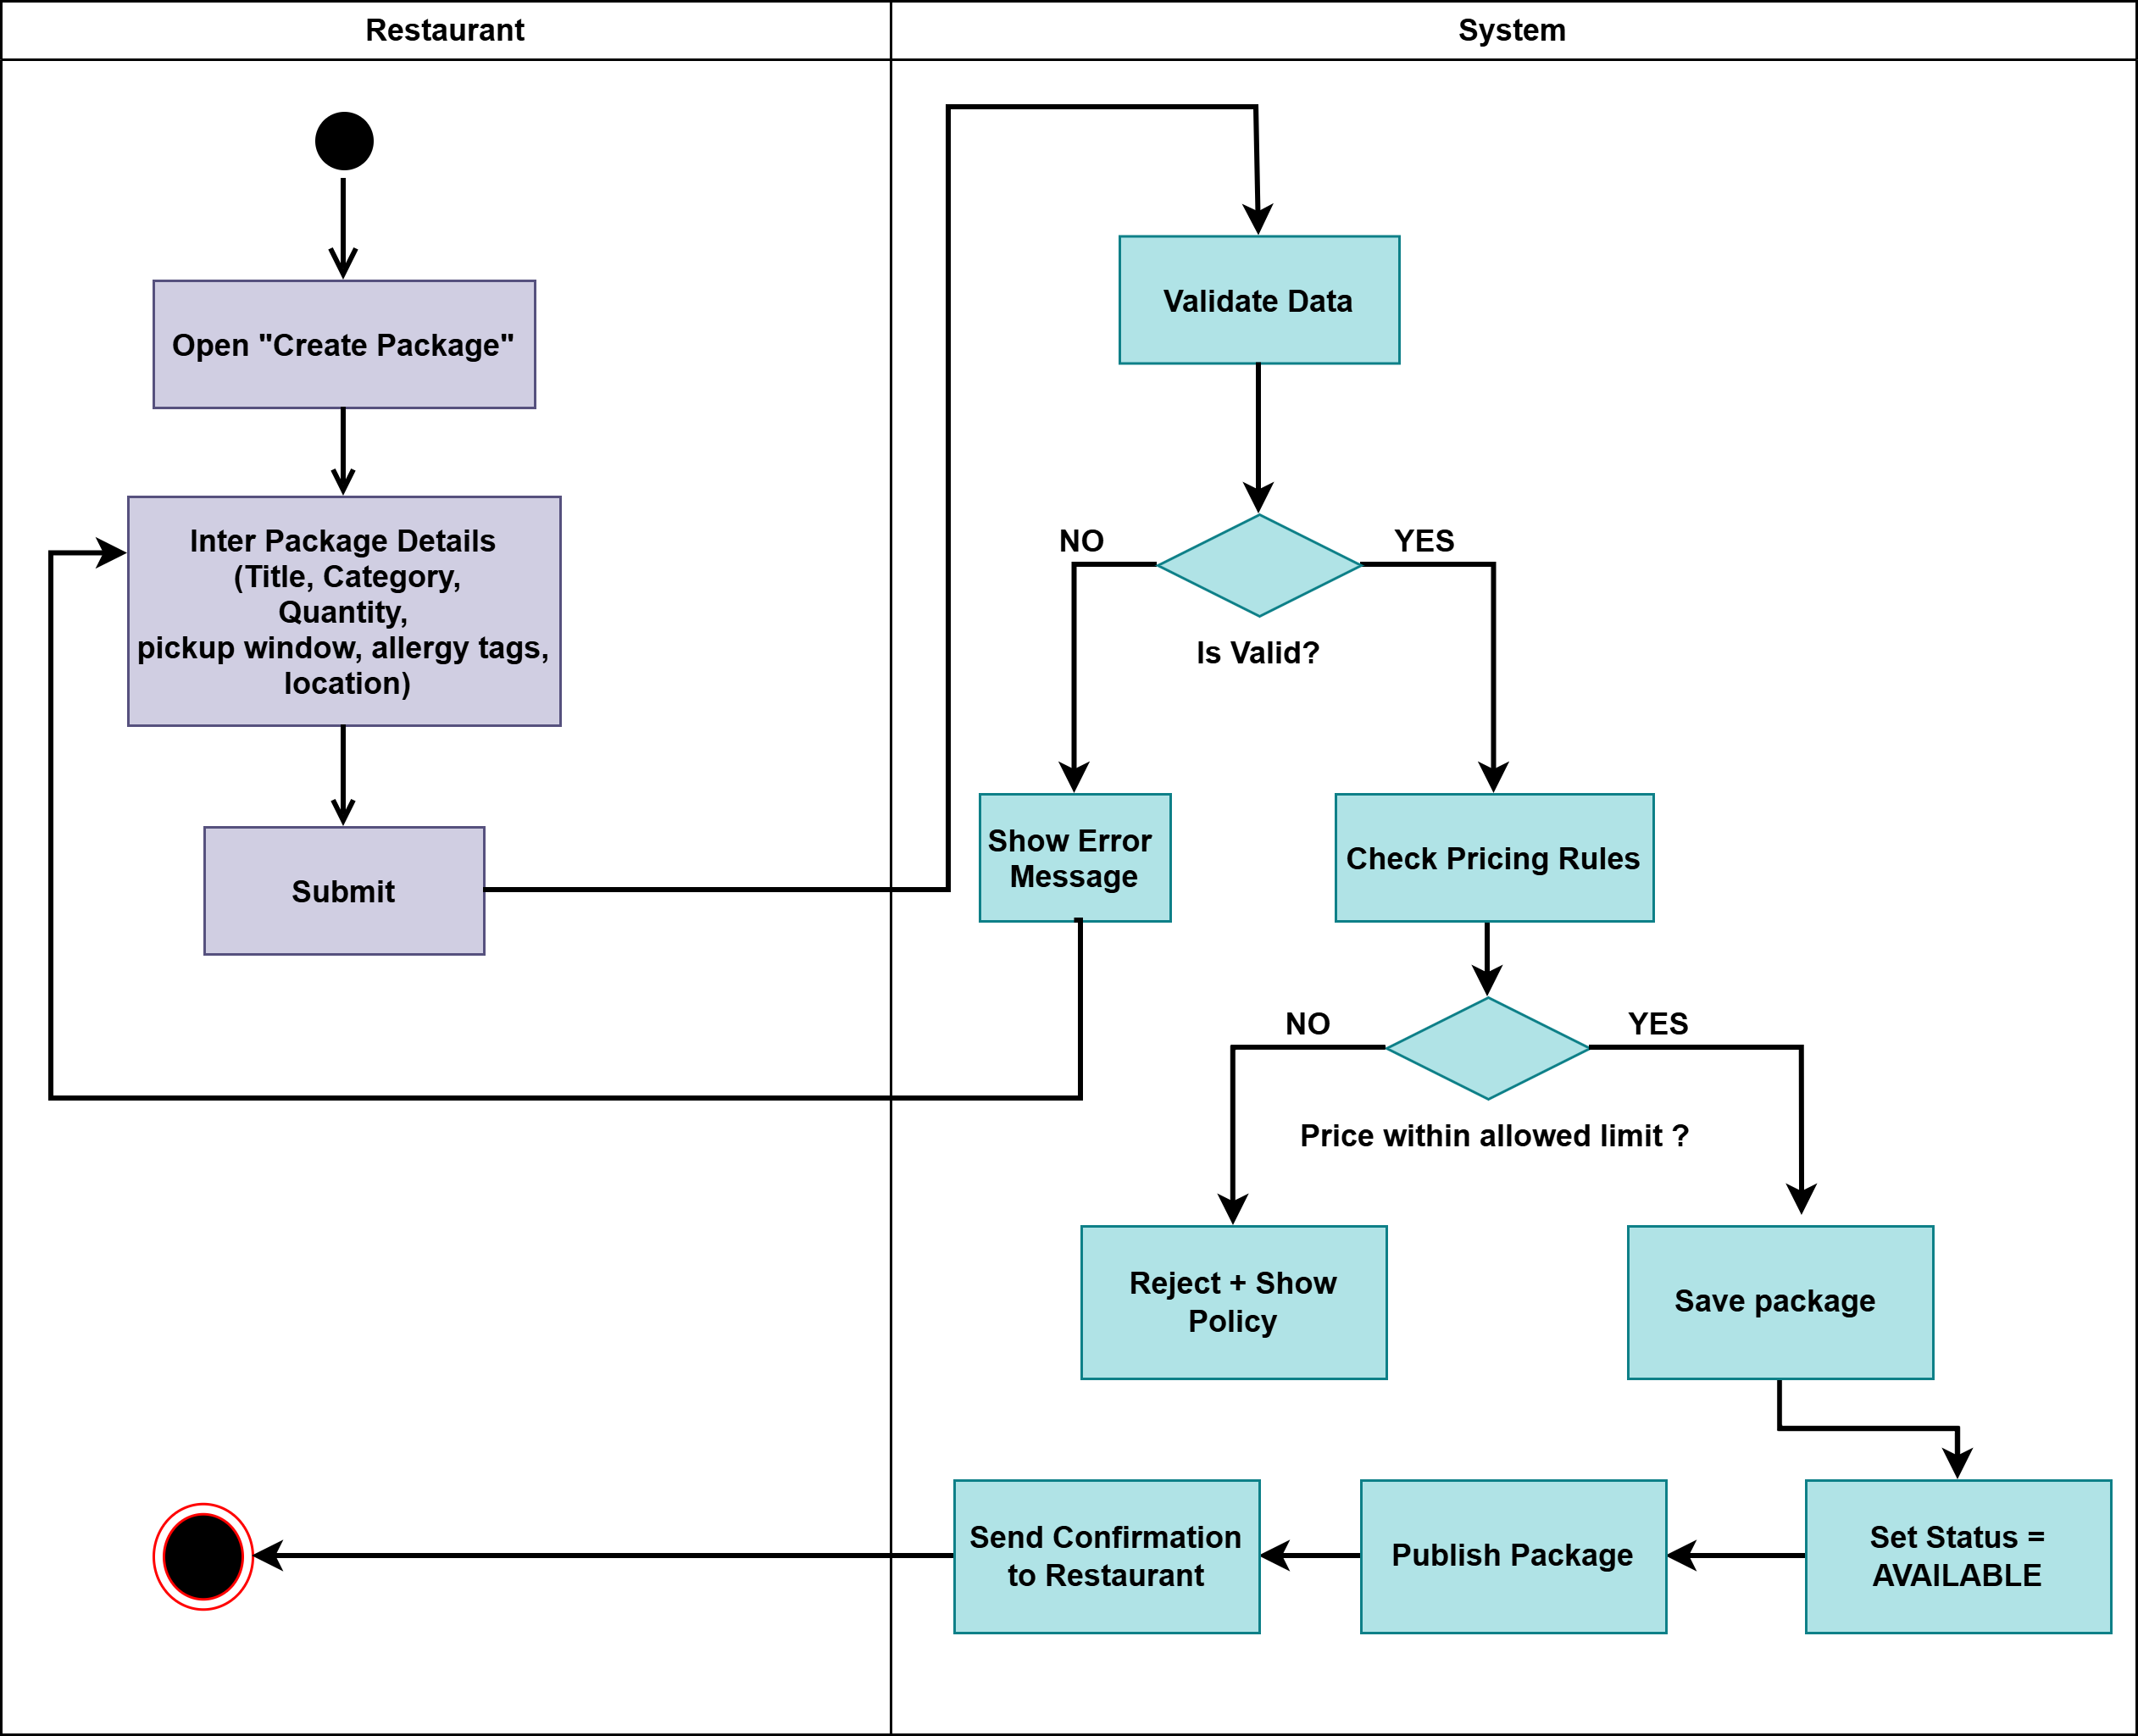 Restaurant
System
Open "Create Package"
Inter Package Details
(Title, Category,
Quantity,
pickup window, allergy tags,
location)
Submit
Validate Data
NO
YES
Is Valid?
Show Error
Message
Check Pricing Rules
NO
YES
Price within allowed limit ?
Reject + Show
Policy
Save package
Send Confirmation
to Restaurant
Publish Package
Set Status =
AVAILABLE